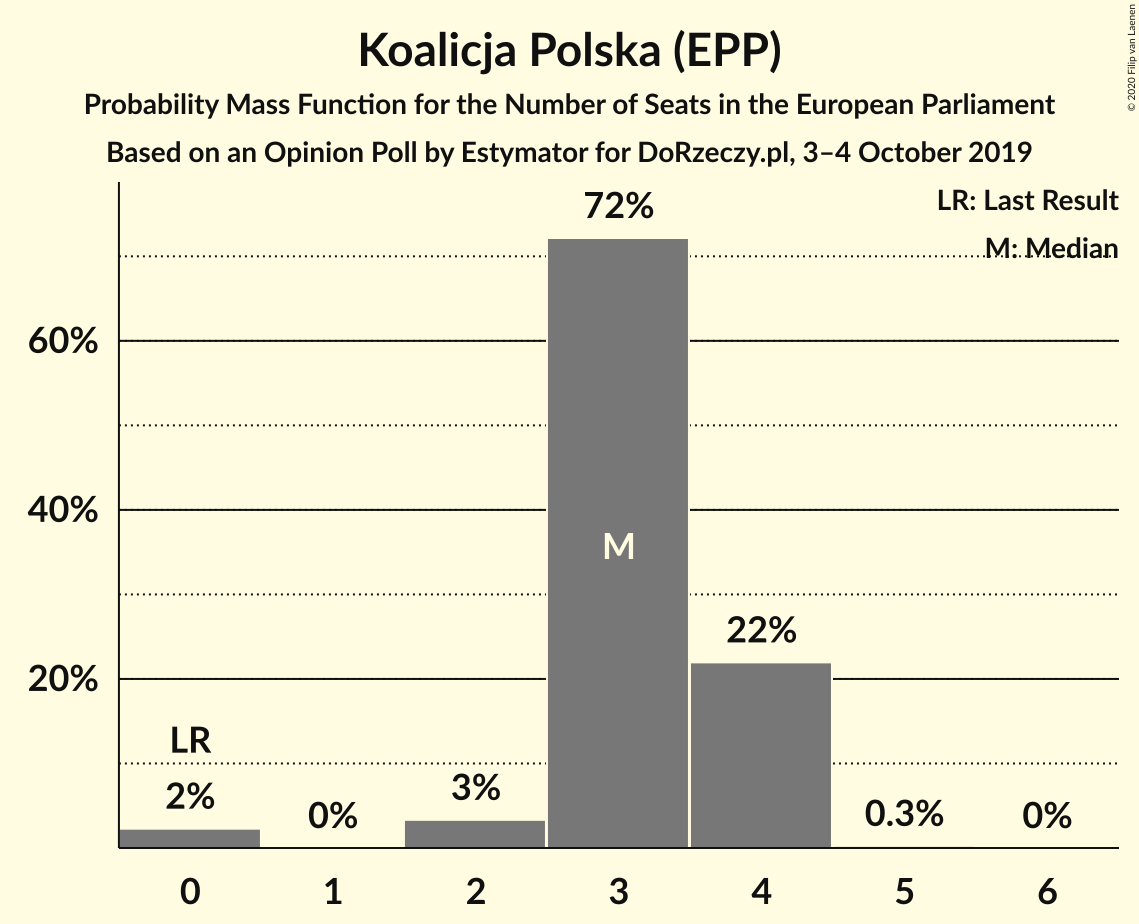 Koalicja Polska (EPP)
Probability Mass Function for the Number of Seats in the European Parliament
Based on an Opinion Poll by Estymator for DoRzeczy.pl, 3–4 October 2019
© 2020 Filip van Laenen
LR: Last Result
M: Median
72%
60%
M
40%
22%
20%
LR
2%
0%
3%
0.3%
0%
0 1 2 3 4 5 6